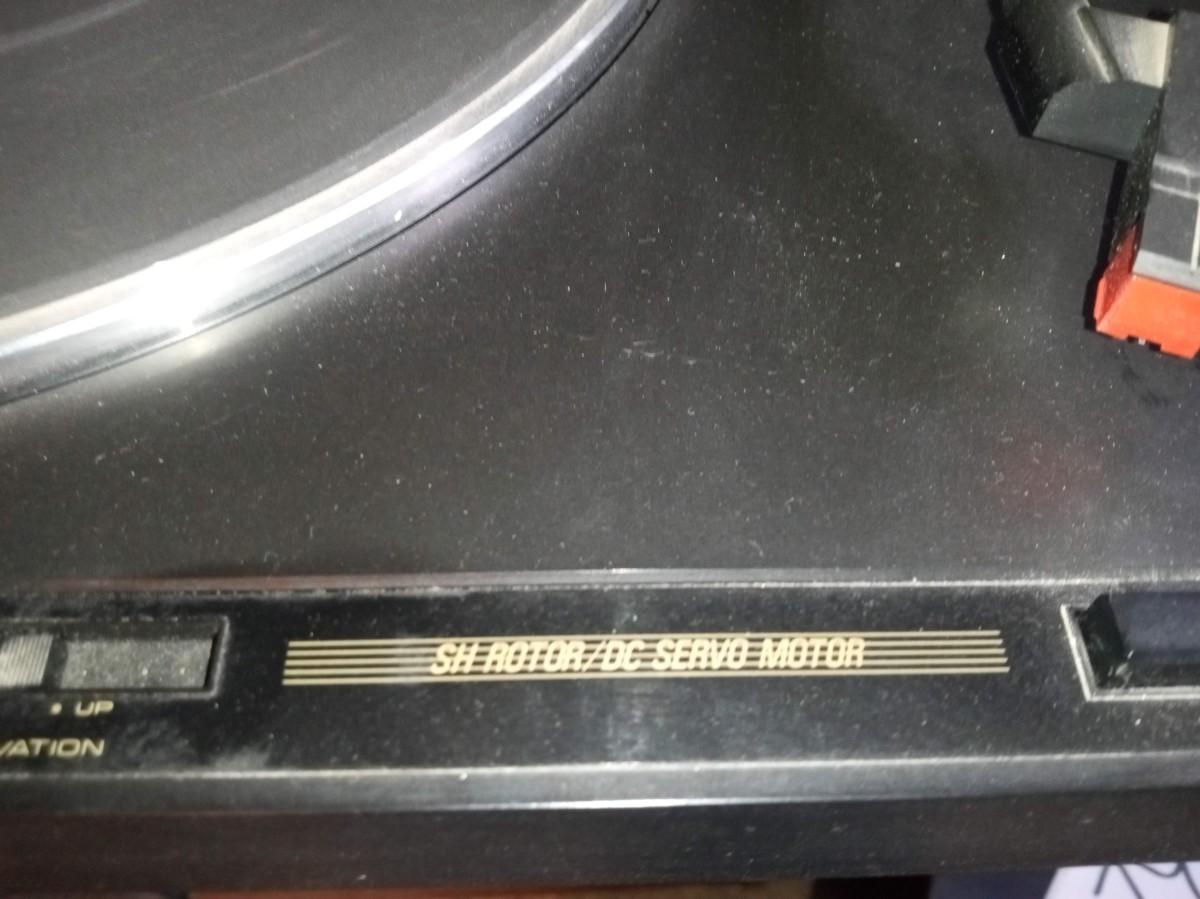 SH ROTOR/DC SERVO MOTOR
• UP
VATION